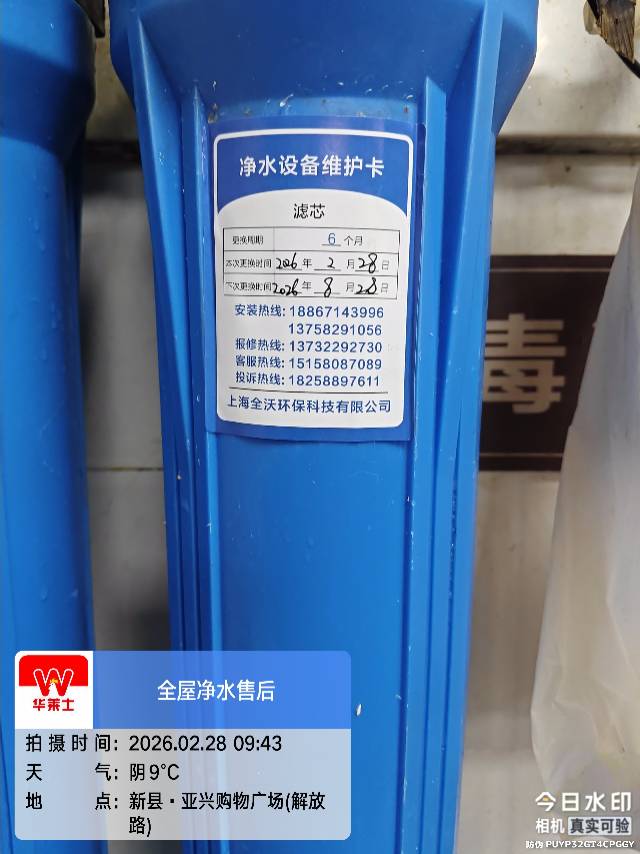 净水设备维护卡
滤芯
更换周期 6 个月
本次更换时间 2026 年 2 月 28 日
下次更换时间 2026 年 8 月 28 日
安装热线: 18867143996
13758291056
报修热线: 13732292730
客服热线: 15158087089
投诉热线: 18258897611
上海全沃环保科技有限公司
毒
华莱士
全屋净水售后
拍摄时间: 2026.02.28 09:43
天 气: 阴 9℃
地 点: 新县·亚兴购物广场(解放
路)
今日水印
相机 真实可验
防伪 PUYP32GT4CPGGY